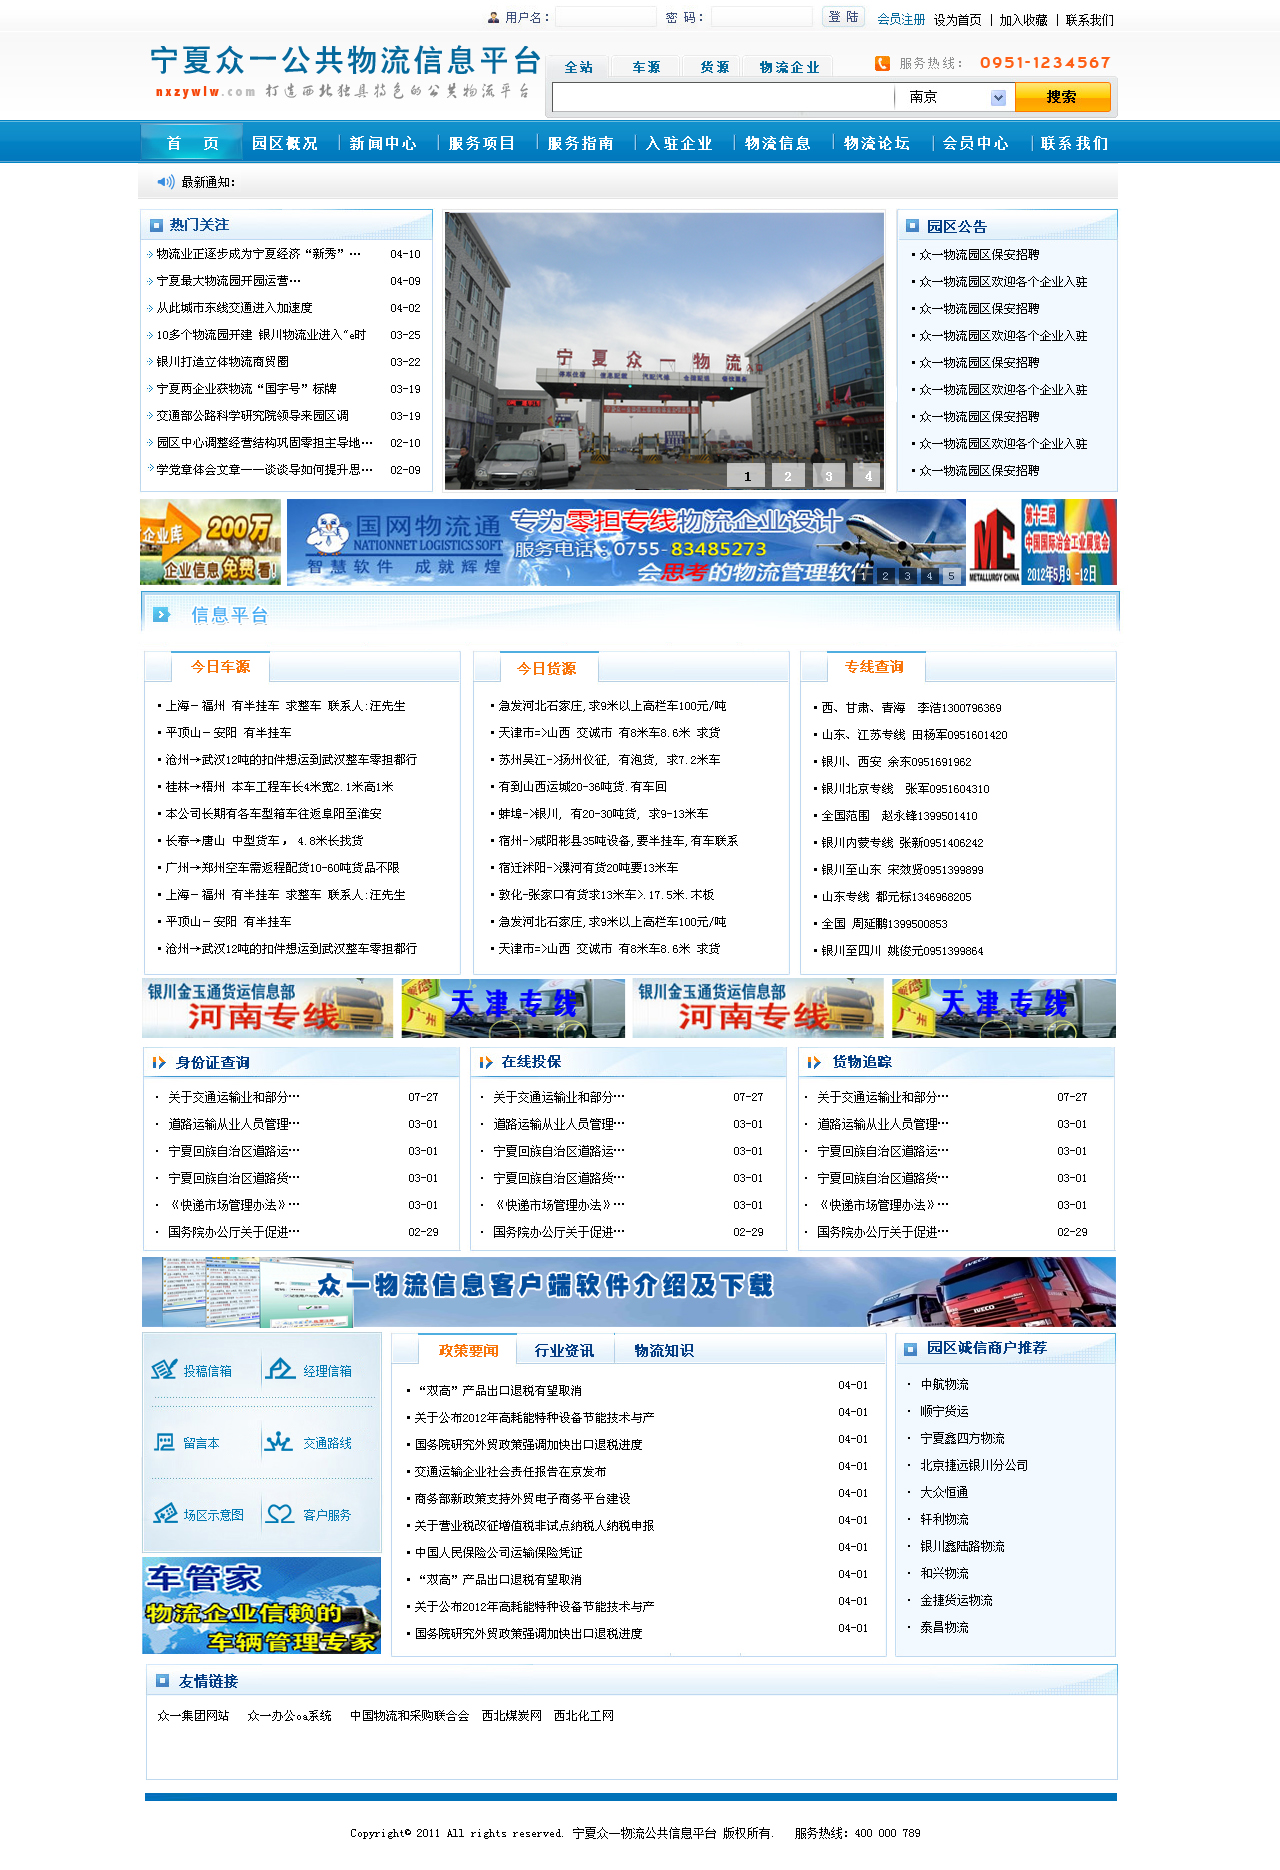 用户名： 密 码： 登 陆 会员注册 设为首页 | 加入收藏 | 联系我们
宁夏众一公共物流信息平台
nxzywlw.com 打造西北独具特色的公共物流平台
全站 车源 货源 物流企业
服务热线： 0951-1234567
南京 搜索
首 页 园区概况 新闻中心 服务项目 服务指南 入驻企业 物流信息 物流论坛 会员中心 联系我们
最新通知：
热门关注
物流业正逐步成为宁夏经济“新秀”… 04-10
宁夏最大物流园开园运营… 04-09
从此城市东线交通进入加速度 04-02
10多个物流园开建 银川物流业进入“e时 03-25
银川打造立体物流商贸圈 03-22
宁夏两企业获物流“国字号”标牌 03-19
交通部公路科学研究院领导来园区调 03-19
园区中心调整经营结构巩固零担主导地… 02-10
学党章体会文章——谈谈导如何提升思… 02-09
宁夏众一物流
1 2 3 4
园区公告
众一物流园区保安招聘
众一物流园区欢迎各个企业入驻
众一物流园区保安招聘
众一物流园区欢迎各个企业入驻
众一物流园区保安招聘
众一物流园区欢迎各个企业入驻
众一物流园区保安招聘
众一物流园区欢迎各个企业入驻
众一物流园区保安招聘
企业库 200万
企业信息免费看!
国网物流通
NATIONNET LOGISTICS SOFT
智慧软件 成就辉煌
专为零担专线物流企业设计
服务电话：0755-83485273
会思考的物流管理软件
1 2 3 4 5
MC
METALLURGY CHINA
第十三届
中国国际冶金工业展览会
2012年5月9-12日
信息平台
今日车源
上海－福州 有半挂车 求整车 联系人:汪先生
平顶山－安阳 有半挂车
沧州→武汉12吨的扣件想运到武汉整车零担都行
桂林→梧州 本车工程车长4米宽2.1米高1米
本公司长期有各车型箱车往返阜阳至淮安
长春→唐山 中型货车， 4.8米长找货
广州→郑州空车需返程配货10-60吨货品不限
上海－福州 有半挂车 求整车 联系人:汪先生
平顶山－安阳 有半挂车
沧州→武汉12吨的扣件想运到武汉整车零担都行
今日货源
急发河北石家庄,求9米以上高栏车100元/吨
天津市=>山西 交诚市 有8米车8.6米 求货
苏州吴江->扬州仪征, 有泡货, 求7.2米车
有到山西运城20-36吨货.有车回
蚌埠->银川, 有20-30吨货, 求9-13米车
宿州->咸阳彬县35吨设备,要半挂车,有车联系
宿迁沭阳->漯河有货20吨要13米车
敦化-张家口有货求13米车>.17.5米.木板
急发河北石家庄,求9米以上高栏车100元/吨
天津市=>山西 交诚市 有8米车8.6米 求货
专线查询
西、甘肃、青海 李浩1300796369
山东、江苏专线 田杨军0951601420
银川、西安 余东0951691962
银川北京专线 张军0951604310
全国范围 赵永锋1399501410
银川内蒙专线 张新0951406242
银川至山东 宋效贤0951399899
山东专线 都元标1346968205
全国 周延鹏1399500853
银川至四川 姚俊元0951399864
银川金玉通货运信息部
河南专线
广州 天津专线
银川金玉通货运信息部
河南专线
广州 天津专线
身份证查询
关于交通运输业和部分… 07-27
道路运输从业人员管理… 03-01
宁夏回族自治区道路运… 03-01
宁夏回族自治区道路货… 03-01
《快递市场管理办法》… 03-01
国务院办公厅关于促进… 02-29
在线投保
关于交通运输业和部分… 07-27
道路运输从业人员管理… 03-01
宁夏回族自治区道路运… 03-01
宁夏回族自治区道路货… 03-01
《快递市场管理办法》… 03-01
国务院办公厅关于促进… 02-29
货物追踪
关于交通运输业和部分… 07-27
道路运输从业人员管理… 03-01
宁夏回族自治区道路运… 03-01
宁夏回族自治区道路货… 03-01
《快递市场管理办法》… 03-01
国务院办公厅关于促进… 02-29
众一物流信息客户端软件介绍及下载
IVECO
投稿信箱 经理信箱
留言本 交通路线
场区示意图 客户服务
车管家
物流企业信赖的
车辆管理专家
政策要闻 行业资讯 物流知识
“双高”产品出口退税有望取消 04-01
关于公布2012年高耗能特种设备节能技术与产 04-01
国务院研究外贸政策强调加快出口退税进度 04-01
交通运输企业社会责任报告在京发布 04-01
商务部新政策支持外贸电子商务平台建设 04-01
关于营业税改征增值税非试点纳税人纳税申报 04-01
中国人民保险公司运输保险凭证 04-01
“双高”产品出口退税有望取消 04-01
关于公布2012年高耗能特种设备节能技术与产 04-01
国务院研究外贸政策强调加快出口退税进度 04-01
园区诚信商户推荐
中航物流
顺宁货运
宁夏鑫四方物流
北京捷远银川分公司
大众恒通
轩利物流
银川鑫陆路物流
和兴物流
金捷货运物流
泰昌物流
友情链接
众一集团网站 众一办公oa系统 中国物流和采购联合会 西北煤炭网 西北化工网
Copyright© 2011 All rights reserved. 宁夏众一物流公共信息平台 版权所有. 服务热线：400 000 789